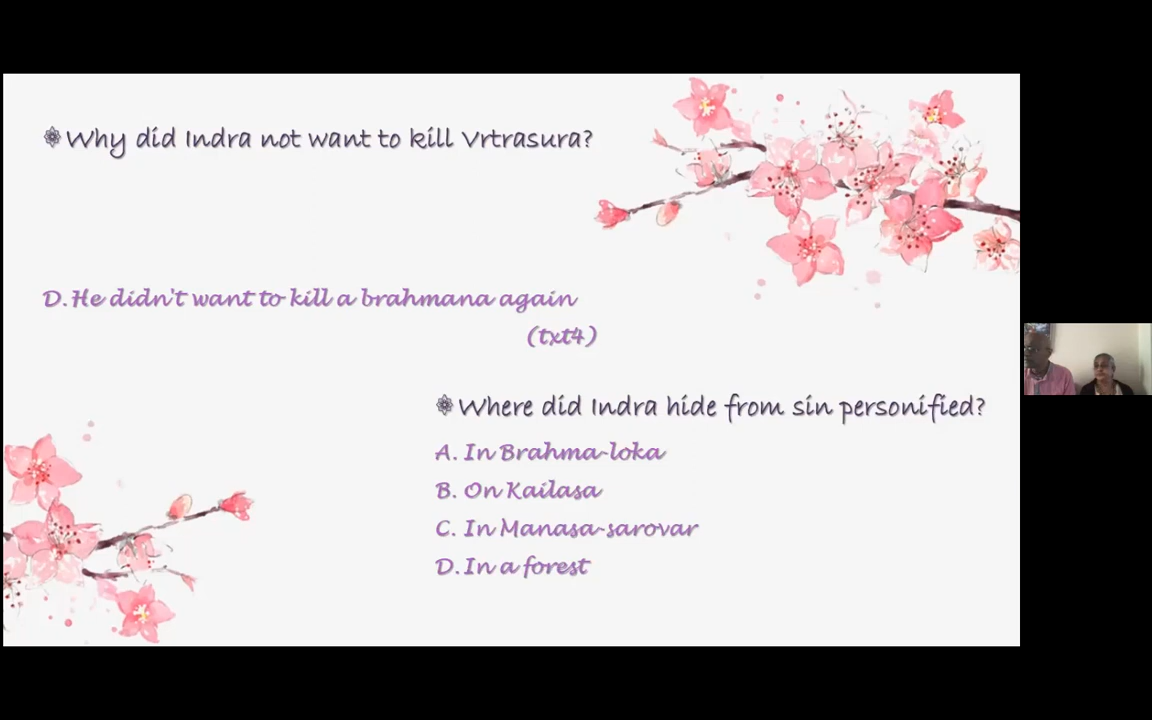 Why did Indra not want to kill Vrtrasura?
D. He didn't want to kill a brahmana again
(txt4)
Where did Indra hide from sin personified?
A. In Brahma-loka
B. On Kailasa
C. In Manasa-sarovar
D. In a forest